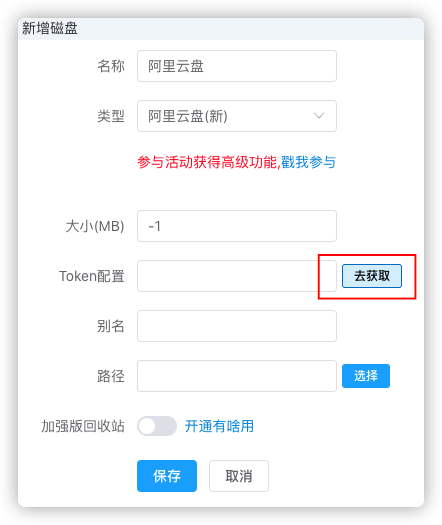 新增磁盘
名称 阿里云盘
类型 阿里云盘(新)
参与活动获得高级功能,戳我参与
大小(MB) -1
Token配置 去获取
别名
路径 选择
加强版回收站 开通有啥用
保存 取消